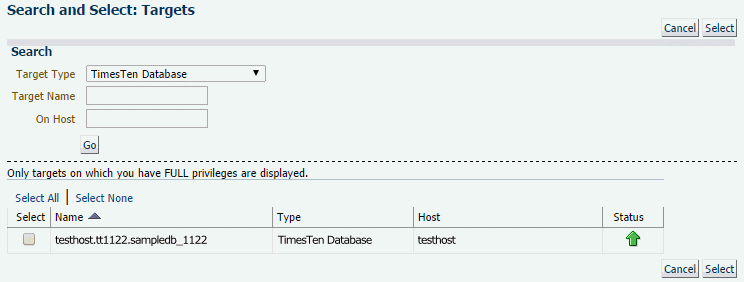 Search and Select: Targets
Cancel Select
Search
Target Type TimesTen Database
Target Name
On Host
Go
Only targets on which you have FULL privileges are displayed.
Select All Select None
Select Name Type Host Status
testhost.tt1122.sampledb_1122 TimesTen Database testhost
Cancel Select